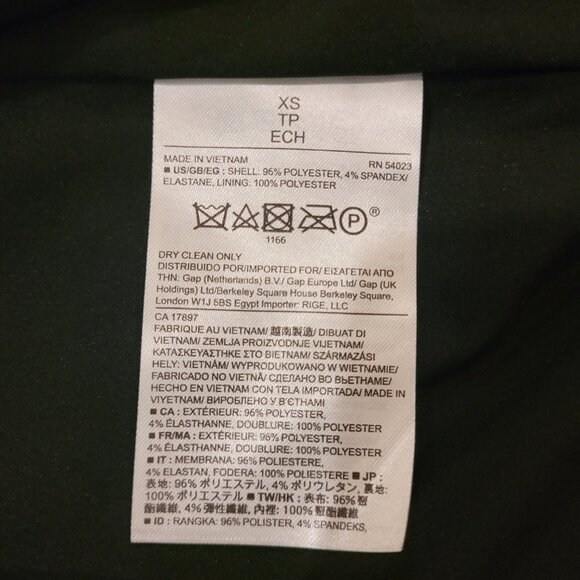 XS
TP
ECH
MADE IN VIETNAM RN 54023
■ US/GB/EG : SHELL: 96% POLYESTER, 4% SPANDEX/
ELASTANE, LINING: 100% POLYESTER
P ®
1166
DRY CLEAN ONLY
DISTRIBUIDO POR/IMPORTED FOR/ ΕΙΣΑΓΕΤΑΙ ΑΠΟ
ΤΗΝ: Gap (Netherlands) B.V./ Gap Europe Ltd/ Gap (UK
Holdings) Ltd/Berkeley Square House Berkeley Square,
London W1J 5BS Egypt Importer: RIGE, LLC
CA 17897
FABRIQUE AU VIETNAM/ 越南製造/ DIBUAT DI
VIETNAM/ ZEMLJA PROIZVODNJE VIJETNAM/
ΚΑΤΑΣΚΕΥΑΣΤΗΚΕ ΣΤΟ ΒΙΕΤΝΑΜ/ SZÁRMAZÁSI
HELY: VIETNÁM/ WYPRODUKOWANO W WIETNAMIE/
FABRICADO NO VIETNÃ/ СДЕЛАНО ВО ВЬЕТНАМЕ/
HECHO EN VIETNAM CON TELA IMPORTADA/ MADE IN
VIYETNAM/ ВИРОБЛЕНО У В'ЄТНАМІ
■ CA : EXTÉRIEUR: 96% POLYESTER,
4% ÉLASTHANNE, DOUBLURE: 100% POLYESTER
■ FR/MA : EXTÉRIEUR: 96% POLYESTER,
4% ÉLASTHANNE, DOUBLURE: 100% POLYESTER
■ IT : MEMBRANA: 96% POLIESTERE,
4% ELASTAN, FODERA: 100% POLIESTERE ■ JP :
表地: 96% ポリエステル, 4% ポリウレタン, 裏地:
100% ポリエステル ■ TW/HK : 表布: 96% 聚
酯纖維, 4% 彈性纖維, 內裡: 100% 聚酯纖維
■ ID : RANGKA: 96% POLISTER, 4% SPANDEKS,